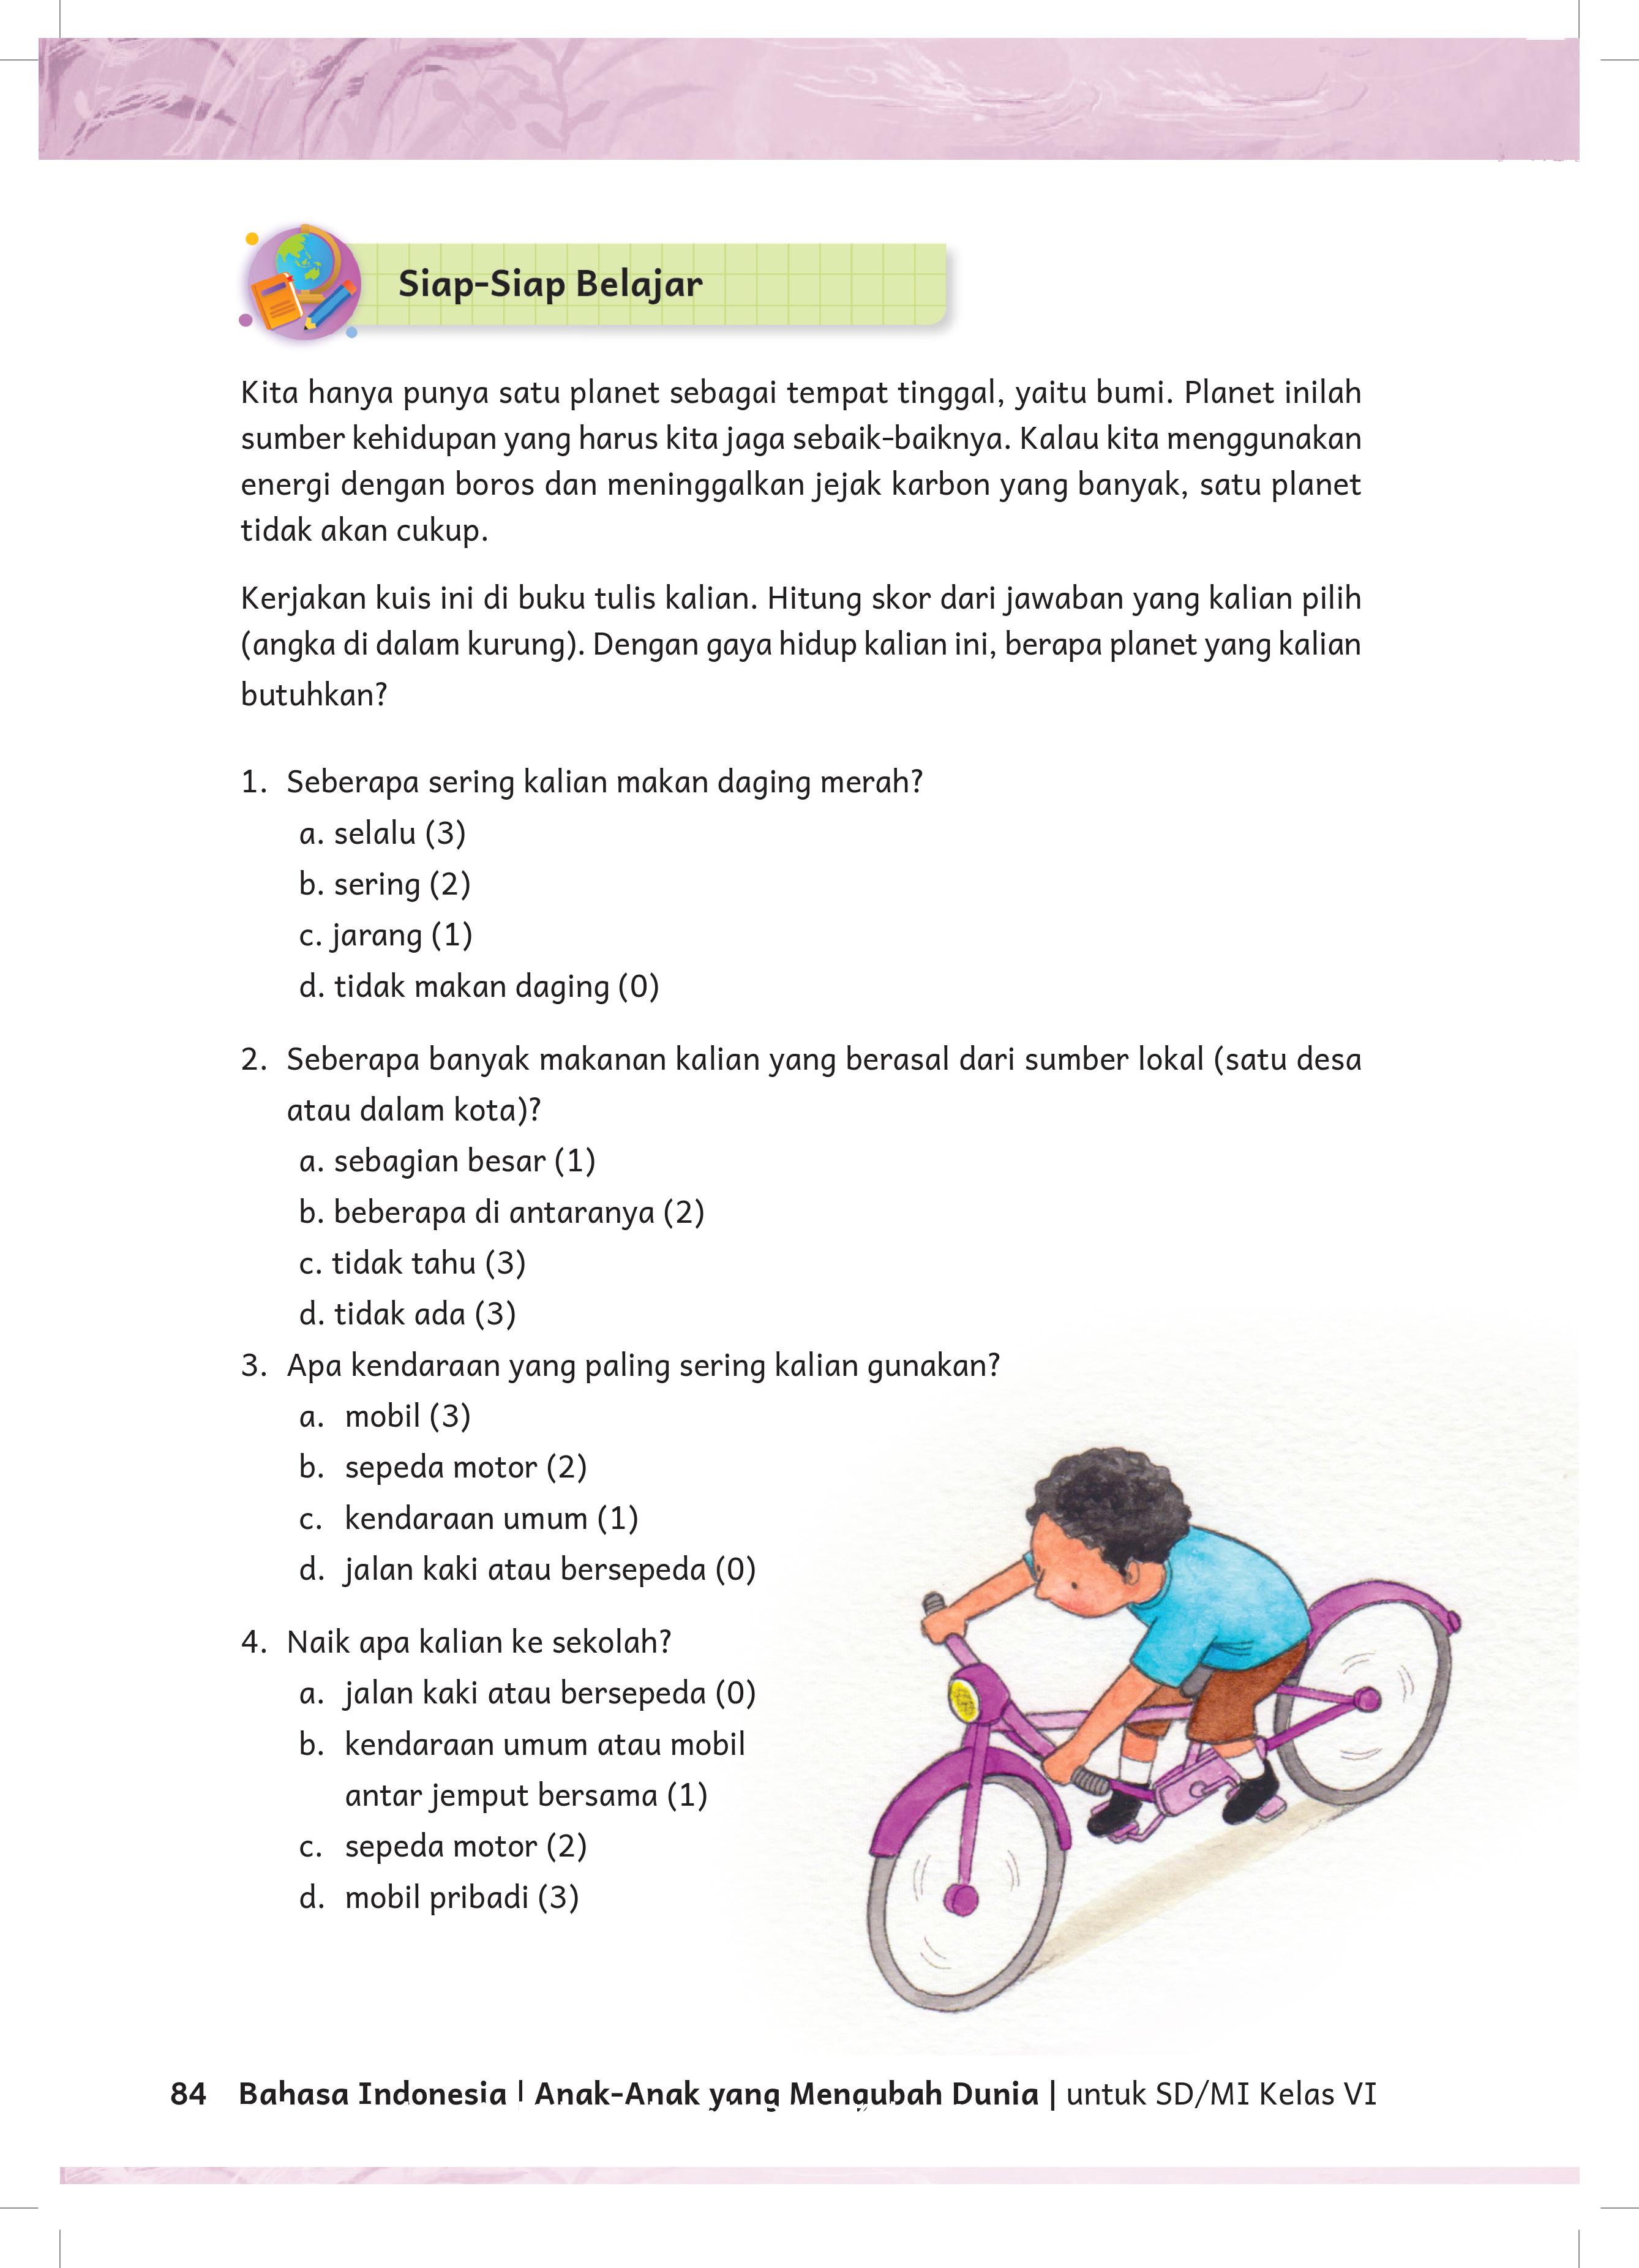 Siap-Siap Belajar
Kita hanya punya satu planet sebagai tempat tinggal, yaitu bumi. Planet inilah
sumber kehidupan yang harus kita jaga sebaik-baiknya. Kalau kita menggunakan
energi dengan boros dan meninggalkan jejak karbon yang banyak, satu planet
tidak akan cukup.
Kerjakan kuis ini di buku tulis kalian. Hitung skor dari jawaban yang kalian pilih
(angka di dalam kurung). Dengan gaya hidup kalian ini, berapa planet yang kalian
butuhkan?
1. Seberapa sering kalian makan daging merah?
a. selalu (3)
b. sering (2)
c. jarang (1)
d. tidak makan daging (0)
2. Seberapa banyak makanan kalian yang berasal dari sumber lokal (satu desa
atau dalam kota)?
a. sebagian besar (1)
b. beberapa di antaranya (2)
c. tidak tahu (3)
d. tidak ada (3)
3. Apa kendaraan yang paling sering kalian gunakan?
a. mobil (3)
b. sepeda motor (2)
c. kendaraan umum (1)
d. jalan kaki atau bersepeda (0)
4. Naik apa kalian ke sekolah?
a. jalan kaki atau bersepeda (0)
b. kendaraan umum atau mobil
antar jemput bersama (1)
c. sepeda motor (2)
d. mobil pribadi (3)
84 Bahasa Indonesia | Anak-Anak yang Mengubah Dunia | untuk SD/MI Kelas VI